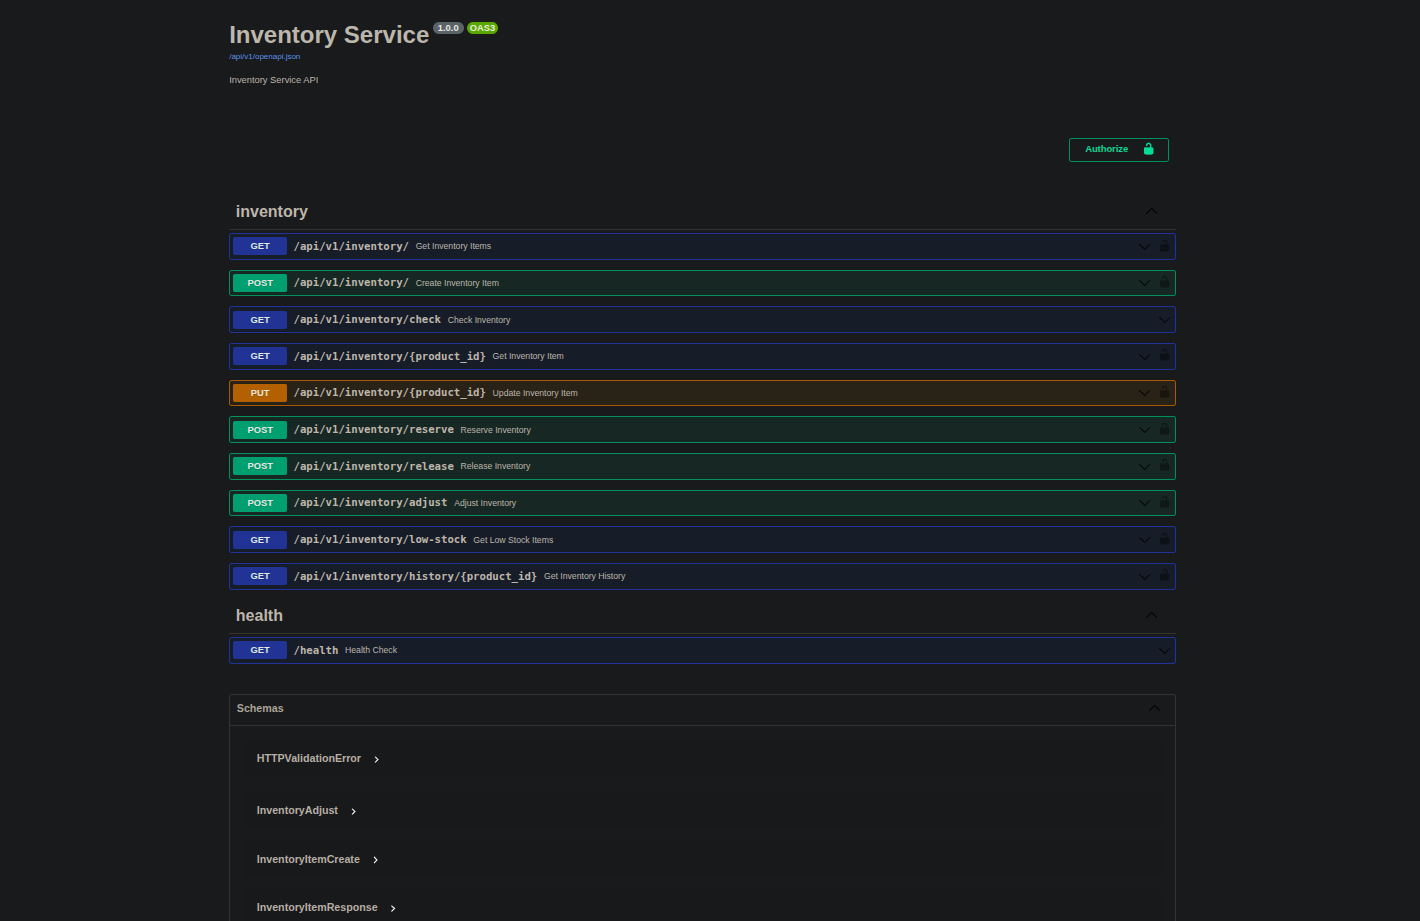 Inventory Service 1.0.0 OAS3
/api/v1/openapi.json
Inventory Service API
Authorize
inventory
GET /api/v1/inventory/ Get Inventory Items
POST /api/v1/inventory/ Create Inventory Item
GET /api/v1/inventory/check Check Inventory
GET /api/v1/inventory/{product_id} Get Inventory Item
PUT /api/v1/inventory/{product_id} Update Inventory Item
POST /api/v1/inventory/reserve Reserve Inventory
POST /api/v1/inventory/release Release Inventory
POST /api/v1/inventory/adjust Adjust Inventory
GET /api/v1/inventory/low-stock Get Low Stock Items
GET /api/v1/inventory/history/{product_id} Get Inventory History
health
GET /health Health Check
Schemas
HTTPValidationError
InventoryAdjust
InventoryItemCreate
InventoryItemResponse